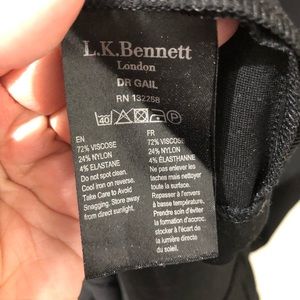 L.K.Bennett
London
DR GAIL
RN 132258
40
EN
72% VISCOSE
24% NYLON
4% ELASTANE
Do not spot clean.
Cool Iron on reverse.
Take Care to Avoid
Snagging. Store away
from direct sunlight.
FR
72% VISCOSE
24% NYLON
4% ÉLASTHANNE
Ne pas enlever les
taches mais nettoyer
toute la surface.
Repasser à l'envers
à basse température.
Prendre soin d'éviter
la formation d'accroc.
stocker à l'écart de
la lumière directe
du soleil.